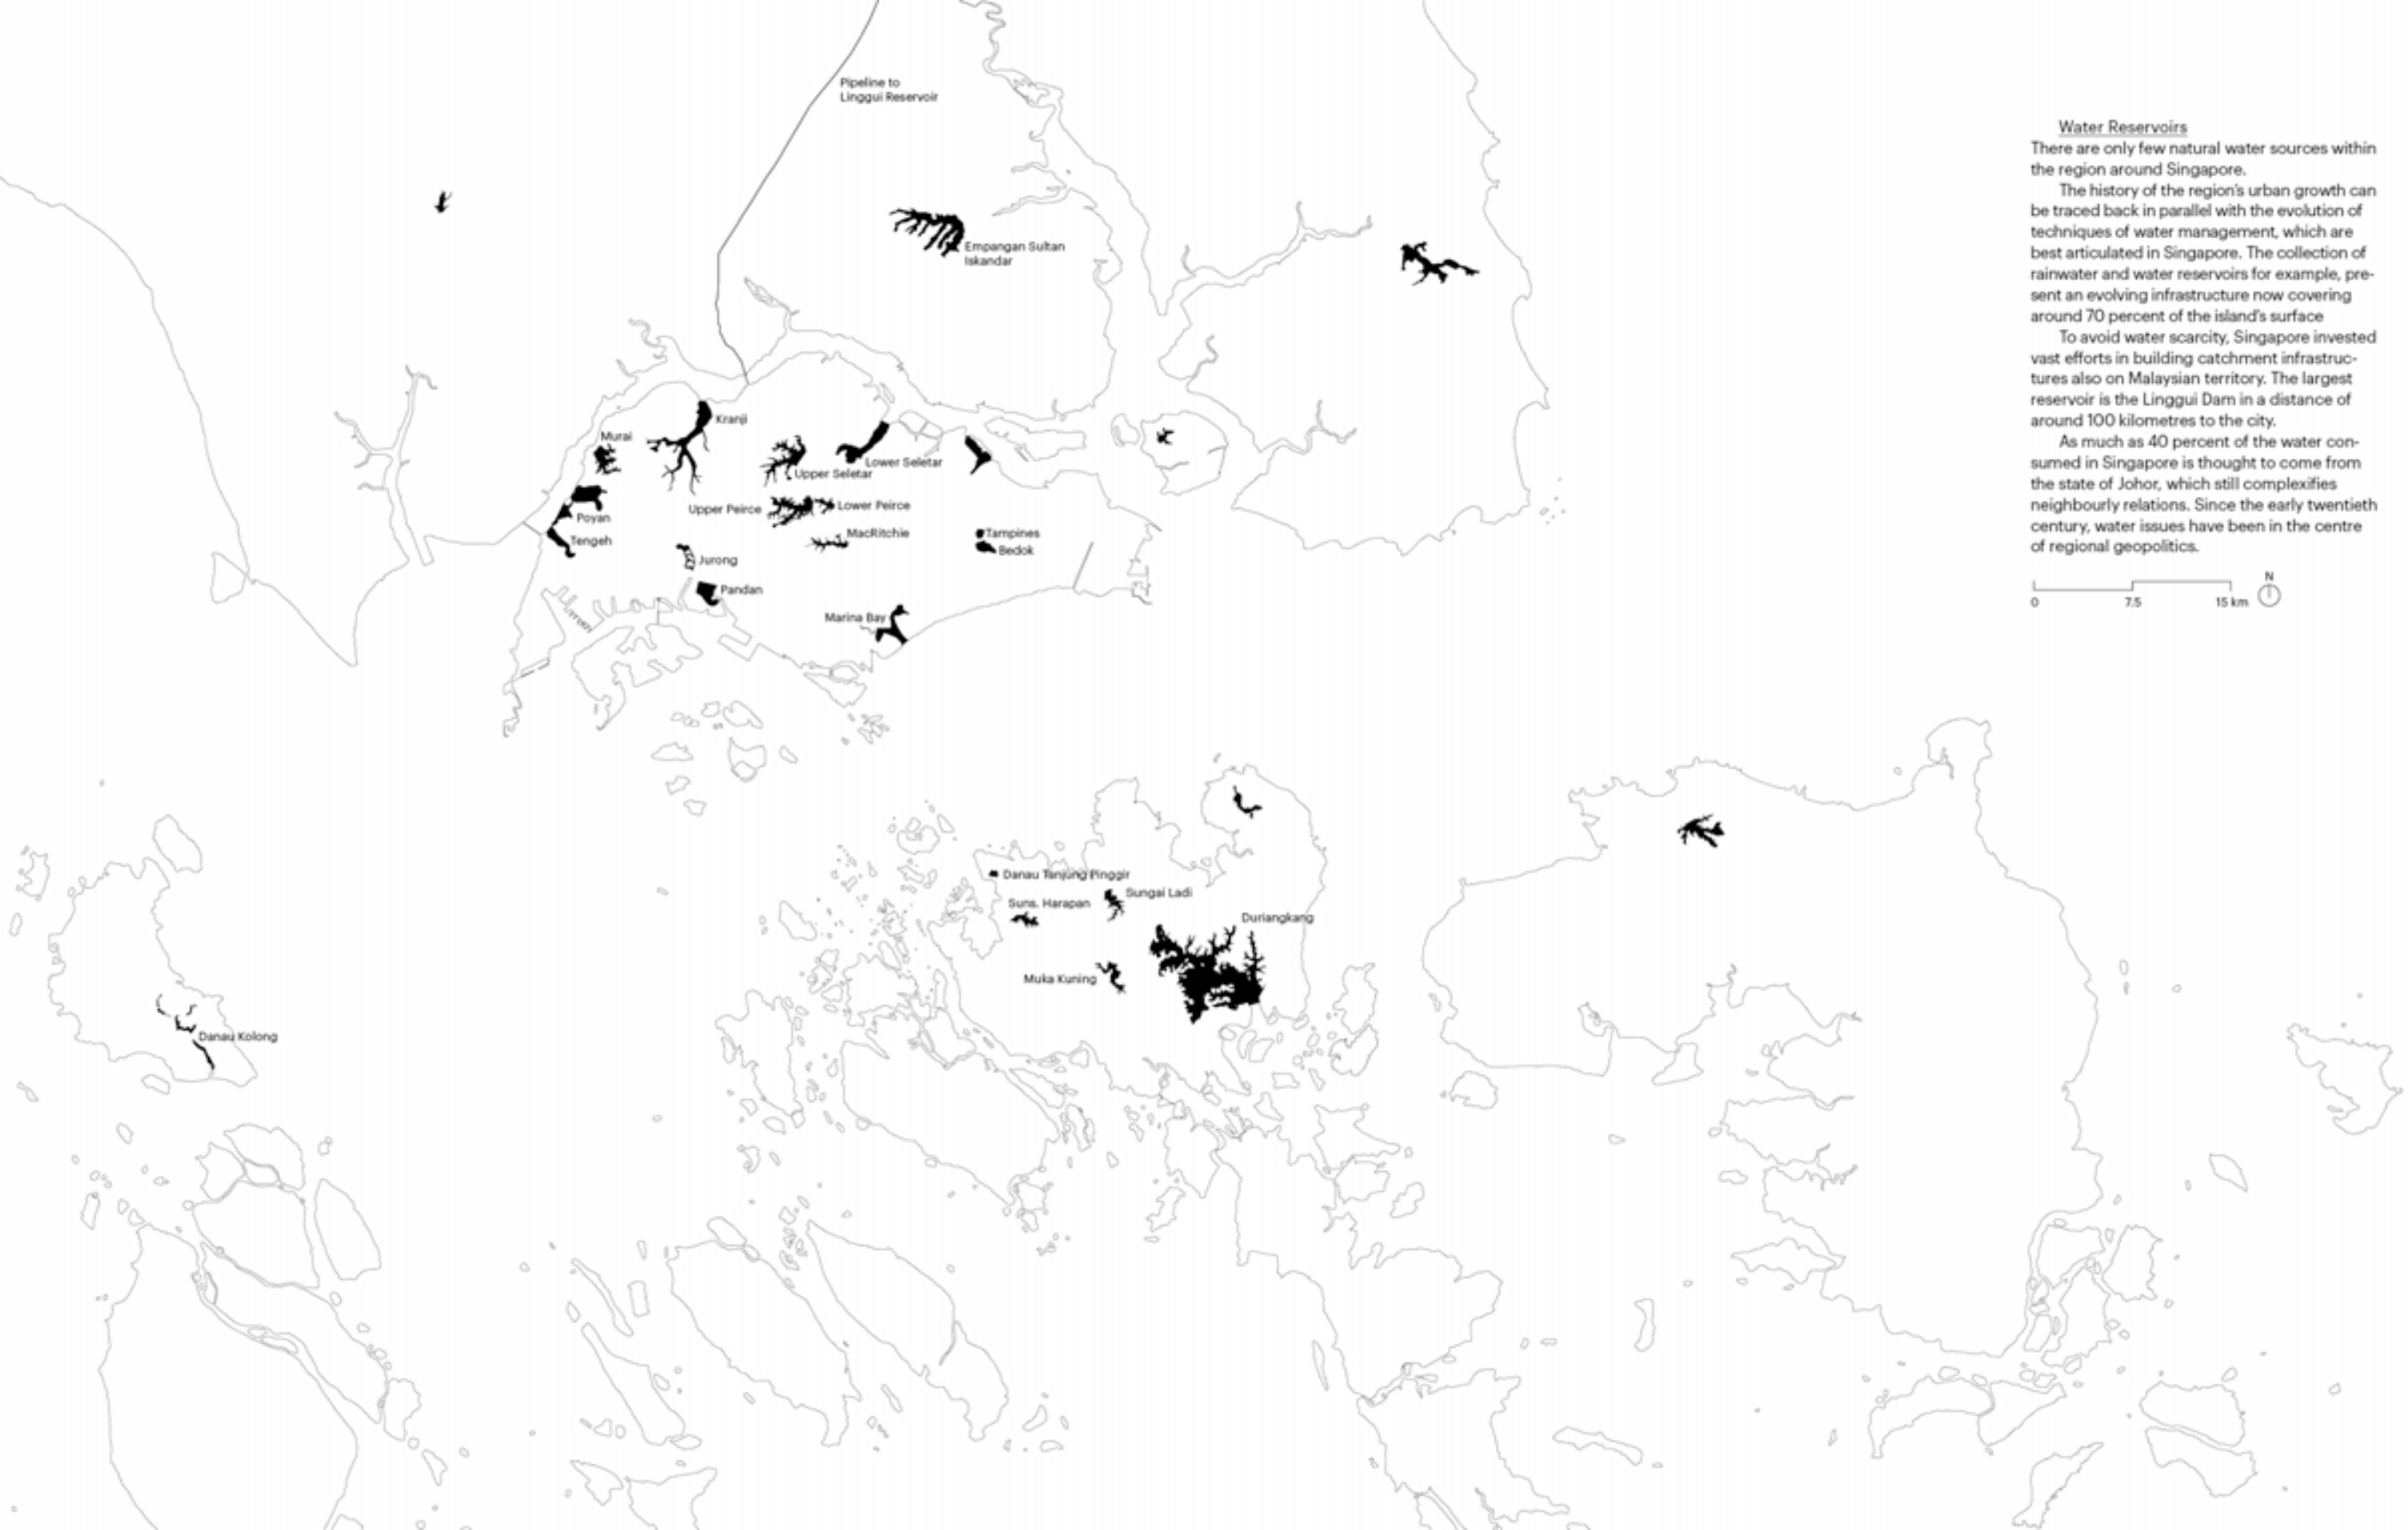 Pipeline to
Linggui Reservoir
Empangan Sultan
Iskandar
Kranji
Murai
Lower Seletar
Upper Seletar
Upper Peirce
Lower Peirce
Poyan
MacRitchie
Tampines
Tengeh
Bedok
Jurong
Pandan
Marina Bay
Danau Tanjung Pinggir
Sungai Ladi
Suns. Harapan
Duriangkang
Muka Kuning
Danau Kolong
Water Reservoirs
There are only few natural water sources within
the region around Singapore.
The history of the region's urban growth can
be traced back in parallel with the evolution of
techniques of water management, which are
best articulated in Singapore. The collection of
rainwater and water reservoirs for example, pre-
sent an evolving infrastructure now covering
around 70 percent of the island's surface
To avoid water scarcity, Singapore invested
vast efforts in building catchment infrastruc-
tures also on Malaysian territory. The largest
reservoir is the Linggui Dam in a distance of
around 100 kilometres to the city.
As much as 40 percent of the water con-
sumed in Singapore is thought to come from
the state of Johor, which still complexifies
neighbourly relations. Since the early twentieth
century, water issues have been in the centre
of regional geopolitics.
N
0 7.5 15 km